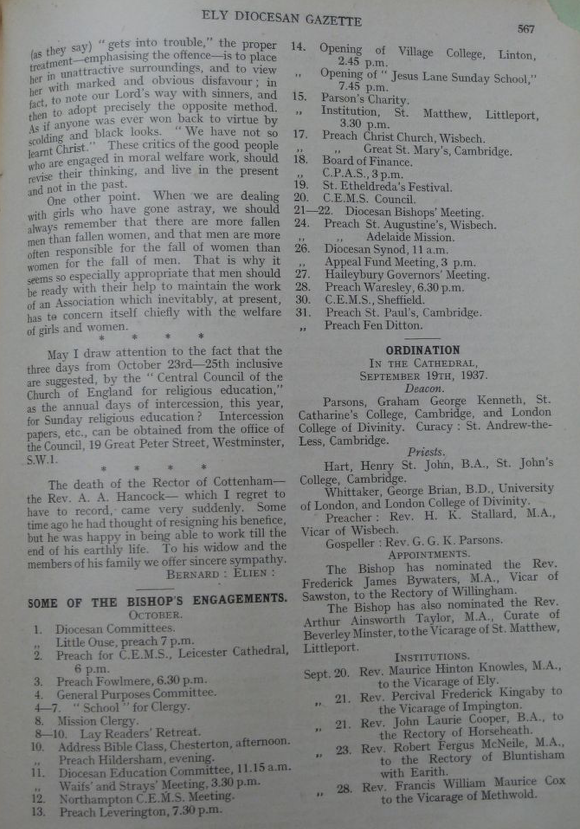 ELY DIOCESAN GAZETTE
567
(as they say) “ gets into trouble,” the proper
treatment—emphasising the offence—is to place
her in unattractive surroundings, and to view
her with marked and obvious disfavour ; in
fact, to note our Lord's way with sinners, and
then to adopt precisely the opposite method.
As if anyone was ever won back to virtue by
scolding and black looks. “ We have not so
learnt Christ.” These critics of the good people
who are engaged in moral welfare work, should
revise their thinking, and live in the present
and not in the past.
One other point. When we are dealing
with girls who have gone astray, we should
always remember that there are more fallen
men than fallen women, and that men are more
often responsible for the fall of women than
women for the fall of men. That is why it
seems so especially appropriate that men should
be ready with their help to maintain the work
of an Association which inevitably, at present,
has to concern itself chiefly with the welfare
of girls and women.
* * * *
May I draw attention to the fact that the
three days from October 23rd—25th inclusive
are suggested, by the “ Central Council of the
Church of England for religious education,”
as the annual days of intercession, this year,
for Sunday religious education ? Intercession
papers, etc., can be obtained from the office of
the Council, 19 Great Peter Street, Westminster,
S.W.1.
* * * *
The death of the Rector of Cottenham—
the Rev. A. A. Hancock— which I regret to
have to record, came very suddenly. Some
time ago he had thought of resigning his benefice,
but he was happy in being able to work till the
end of his earthly life. To his widow and the
members of his family we offer sincere sympathy.
BERNARD : ELIEN :
SOME OF THE BISHOP'S ENGAGEMENTS.
OCTOBER.
1. Diocesan Committees.
„ Little Ouse, preach 7 p.m.
2. Preach for C.E.M.S., Leicester Cathedral,
6 p.m.
3. Preach Fowlmere, 6.30 p.m.
4. General Purposes Committee.
4—7. “ School ” for Clergy.
8. Mission Clergy.
8—10. Lay Readers' Retreat.
10. Address Bible Class, Chesterton, afternoon.
„ Preach Hildersham, evening.
11. Diocesan Education Committee, 11.15 a.m.
„ Waifs' and Strays' Meeting, 3.30 p.m.
12. Northampton C.E.M.S. Meeting.
13. Preach Leverington, 7.30 p.m.
14. Opening of Village College, Linton,
2.45 p.m.
„ Opening of “ Jesus Lane Sunday School,”
7.45 p.m.
15. Parson's Charity.
„ Institution, St. Matthew, Littleport,
3.30 p.m.
17. Preach Christ Church, Wisbech.
„ „ Great St. Mary's, Cambridge.
18. Board of Finance.
„ C.P.A.S., 3 p.m.
19. St. Etheldreda's Festival.
20. C.E.M.S. Council.
21—22. Diocesan Bishops' Meeting.
24. Preach St. Augustine's, Wisbech.
„ „ Adelaide Mission.
26. Diocesan Synod, 11 a.m.
„ Appeal Fund Meeting, 3 p.m.
27. Haileybury Governors' Meeting.
28. Preach Waresley, 6.30 p.m.
30. C.E.M.S., Sheffield.
31. Preach St. Paul's, Cambridge.
„ Preach Fen Ditton.
ORDINATION
IN THE CATHEDRAL,
SEPTEMBER 19TH, 1937.
Deacon.
Parsons, Graham George Kenneth, St.
Catharine's College, Cambridge, and London
College of Divinity. Curacy : St. Andrew-the-
Less, Cambridge.
Priests.
Hart, Henry St. John, B.A., St. John's
College, Cambridge.
Whittaker, George Brian, B.D., University
of London, and London College of Divinity.
Preacher : Rev. H. K. Stallard, M.A.,
Vicar of Wisbech.
Gospeller : Rev. G. G. K. Parsons.
APPOINTMENTS.
The Bishop has nominated the Rev.
Frederick James Bywaters, M.A., Vicar of
Sawston, to the Rectory of Willingham.
The Bishop has also nominated the Rev.
Arthur Ainsworth Taylor, M.A., Curate of
Beverley Minster, to the Vicarage of St. Matthew,
Littleport.
INSTITUTIONS.
Sept. 20. Rev. Maurice Hinton Knowles, M.A.,
to the Vicarage of Ely.
„ 21. Rev. Percival Frederick Kingaby to
the Vicarage of Impington.
„ 21. Rev. John Laurie Cooper, B.A., to
the Rectory of Horseheath.
„ 23. Rev. Robert Fergus McNeile, M.A.,
to the Rectory of Bluntisham
with Earith.
„ 28. Rev. Francis William Maurice Cox
to the Vicarage of Methwold.